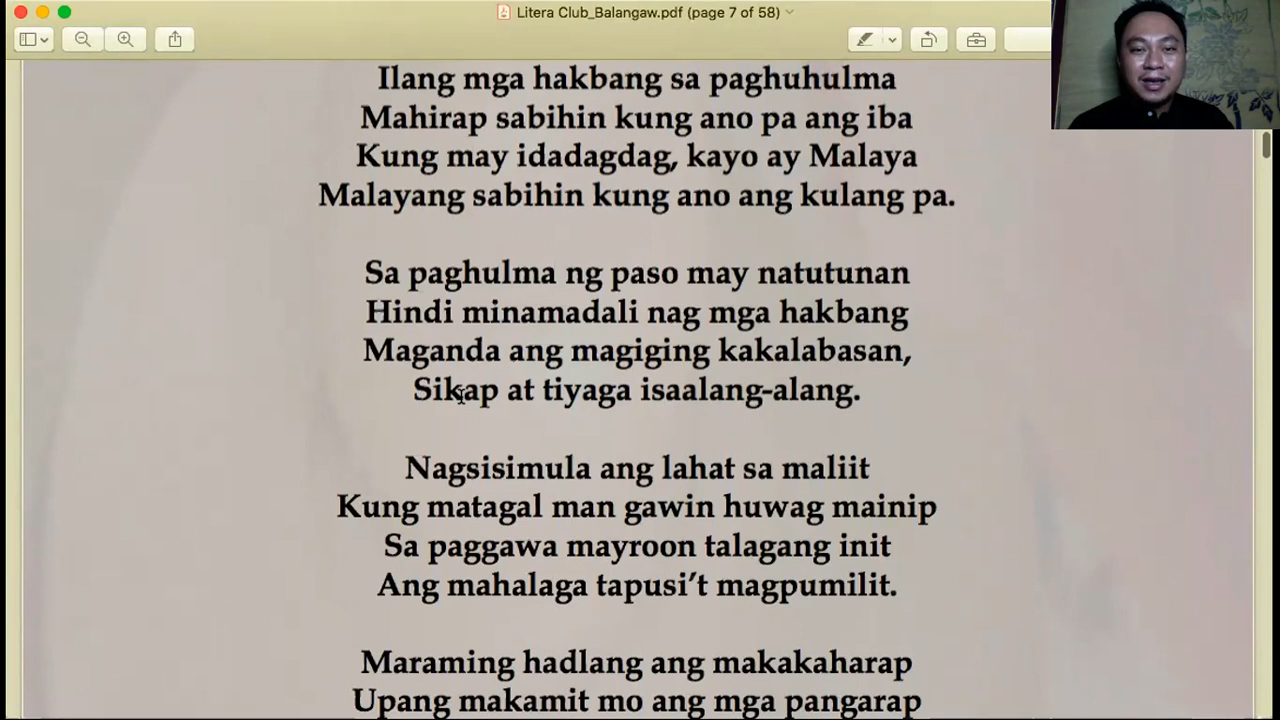 Litera Club_Balangaw.pdf (page 7 of 58)
Ilang mga hakbang sa paghuhulma
Mahirap sabihin kung ano pa ang iba
Kung may idadagdag, kayo ay Malaya
Malayang sabihin kung ano ang kulang pa.
Sa paghulma ng paso may natutunan
Hindi minamadali nag mga hakbang
Maganda ang magiging kakalabasan,
Sikap at tiyaga isaalang-alang.
Nagsisimula ang lahat sa maliit
Kung matagal man gawin huwag mainip
Sa paggawa mayroon talagang init
Ang mahalaga tapusi’t magpumilit.
Maraming hadlang ang makakaharap
Upang makamit mo ang mga pangarap